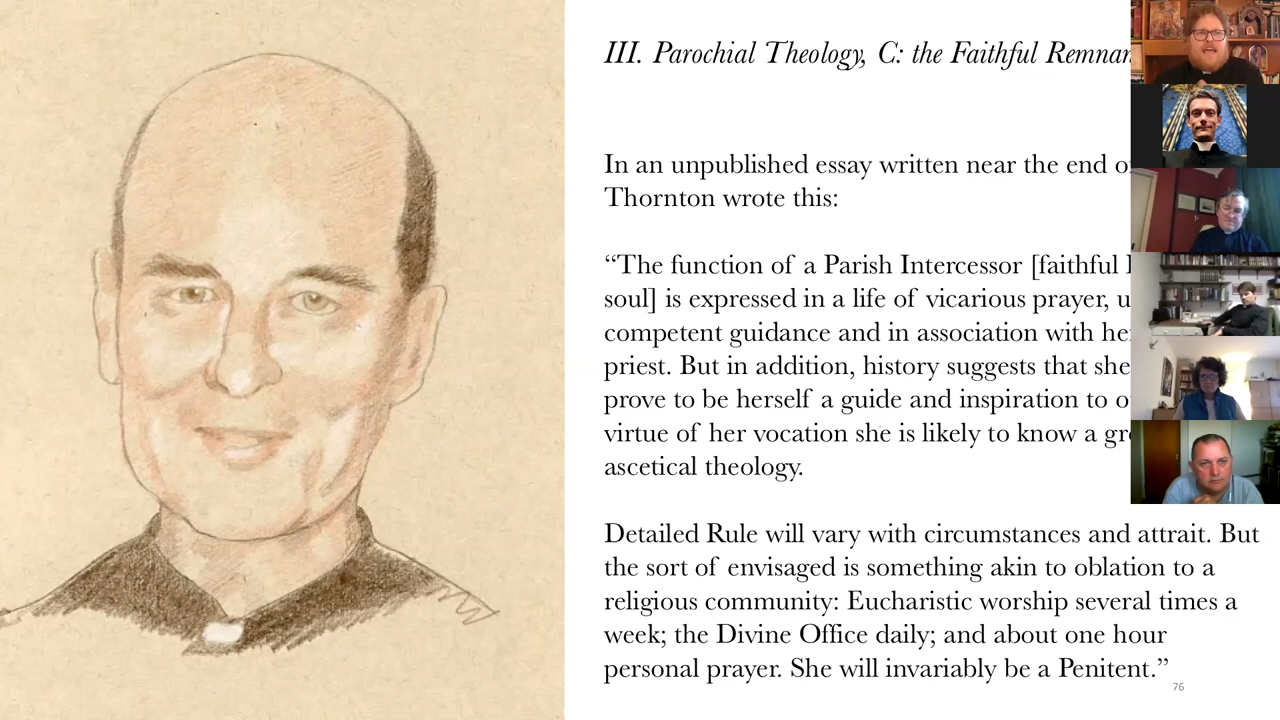 III. Parochial Theology, C: the Faithful
In an unpublished essay written near the end
Thornton wrote this:
“The function of a Parish Intercessor [faithful
soul] is expressed in a life of vicarious prayer,
competent guidance and in association with
priest. But in addition, history suggests that she
prove to be herself a guide and inspiration to
virtue of her vocation she is likely to know a
ascetical theology.
Detailed Rule will vary with circumstances and attrait. But
the sort of envisaged is something akin to oblation to a
religious community: Eucharistic worship several times a
week; the Divine Office daily; and about one hour
personal prayer. She will invariably be a Penitent.”
76